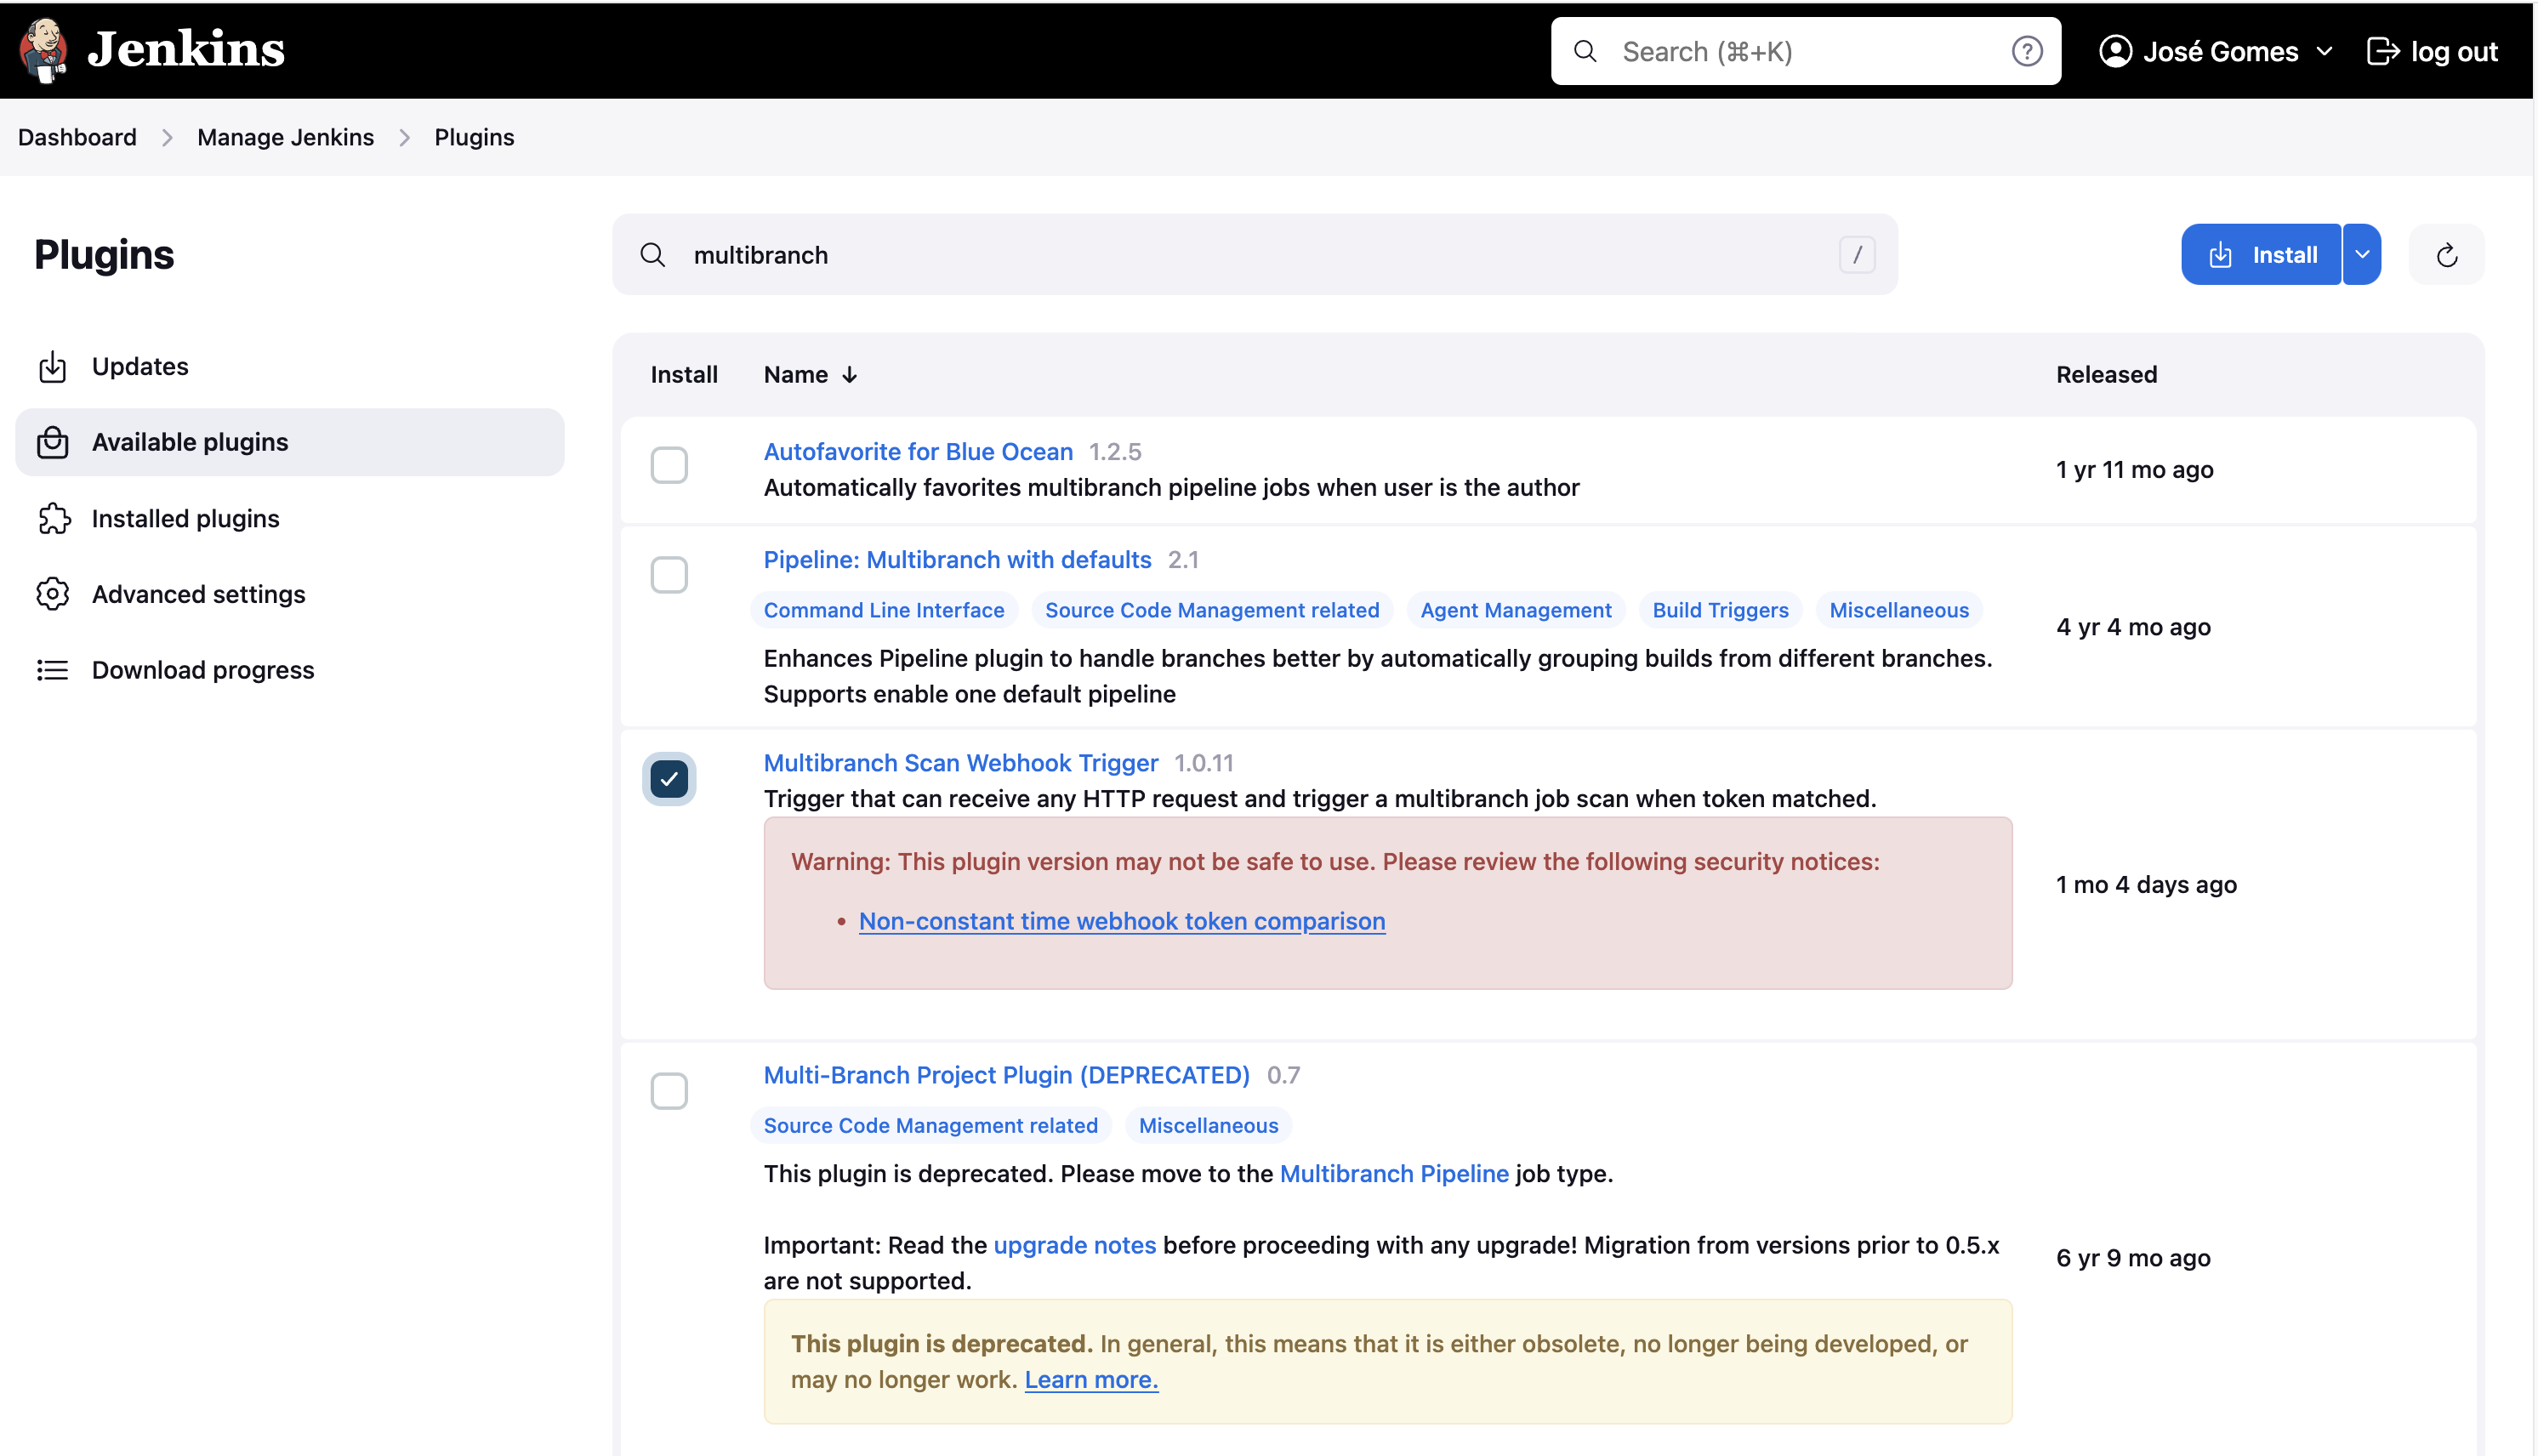 Jenkins
Search (⌘+K)
José Gomes
log out
Dashboard
Manage Jenkins
Plugins
Plugins
multibranch
/
Install
Updates
Available plugins
Installed plugins
Advanced settings
Download progress
Install
Name ↓
Released
Autofavorite for Blue Ocean 1.2.5
Automatically favorites multibranch pipeline jobs when user is the author
1 yr 11 mo ago
Pipeline: Multibranch with defaults 2.1
Command Line Interface
Source Code Management related
Agent Management
Build Triggers
Miscellaneous
Enhances Pipeline plugin to handle branches better by automatically grouping builds from different branches.
Supports enable one default pipeline
4 yr 4 mo ago
Multibranch Scan Webhook Trigger 1.0.11
Trigger that can receive any HTTP request and trigger a multibranch job scan when token matched.
Warning: This plugin version may not be safe to use. Please review the following security notices:
• Non-constant time webhook token comparison
1 mo 4 days ago
Multi-Branch Project Plugin (DEPRECATED) 0.7
Source Code Management related
Miscellaneous
This plugin is deprecated. Please move to the Multibranch Pipeline job type.
Important: Read the upgrade notes before proceeding with any upgrade! Migration from versions prior to 0.5.x
are not supported.
This plugin is deprecated. In general, this means that it is either obsolete, no longer being developed, or
may no longer work. Learn more.
6 yr 9 mo ago